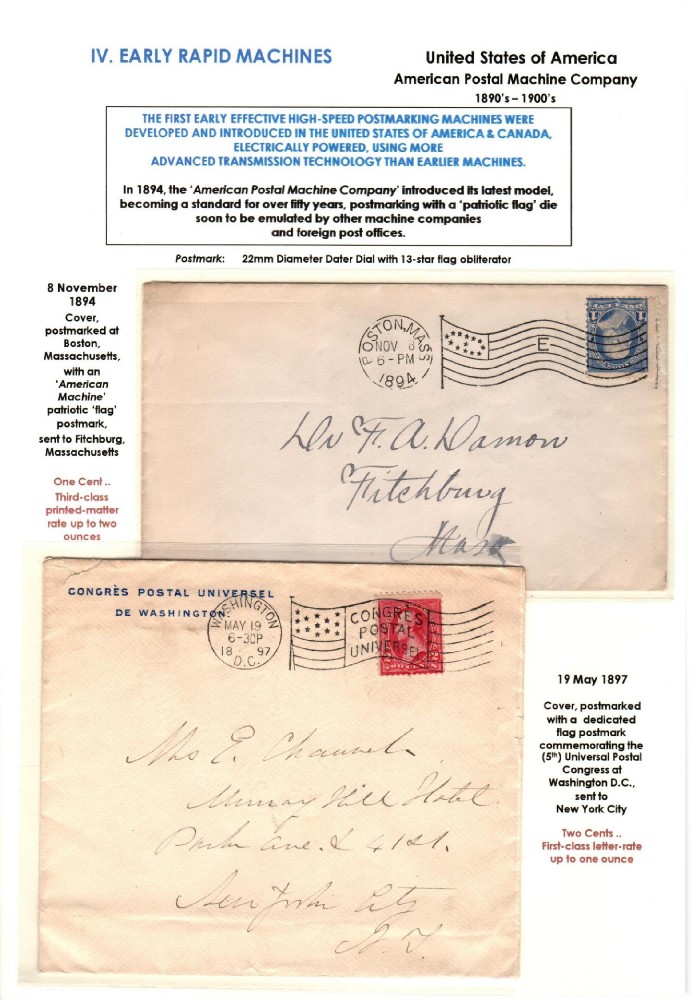 IV. EARLY RAPID MACHINES
United States of America
American Postal Machine Company
1890's – 1900's
THE FIRST EARLY EFFECTIVE HIGH-SPEED POSTMARKING MACHINES WERE
DEVELOPED AND INTRODUCED IN THE UNITED STATES OF AMERICA & CANADA,
ELECTRICALLY POWERED, USING MORE
ADVANCED TRANSMISSION TECHNOLOGY THAN EARLIER MACHINES.
In 1894, the 'American Postal Machine Company' introduced its latest model,
becoming a standard for over fifty years, postmarking with a 'patriotic flag' die
soon to be emulated by other machine companies
and foreign post offices.
Postmark: 22mm Diameter Dater Dial with 13-star flag obliterator
8 November
1894
Cover,
postmarked at
Boston,
Massachusetts,
with an
'American
Machine'
patriotic 'flag'
postmark,
sent to Fitchburg,
Massachusetts
One Cent ..
Third-class
printed-matter
rate up to two
ounces
BOSTON, MASS
NOV 8
6 - PM
1894
E
Dr F. A. Damon
Fitchburg
Mass
CONGRÈS POSTAL UNIVERSEL
DE WASHINGTON
WASHINGTON
MAY 19
6-30P
18 97
D.C.
CONGRES
POSTAL
UNIVERSEL
E.
Murray Hill Hotel
Park Ave. & 41 St.
New York City
N.Y.
19 May 1897
Cover, postmarked
with a dedicated
flag postmark
commemorating the
(5th) Universal Postal
Congress at
Washington D.C.,
sent to
New York City
Two Cents ..
First-class letter-rate
up to one ounce